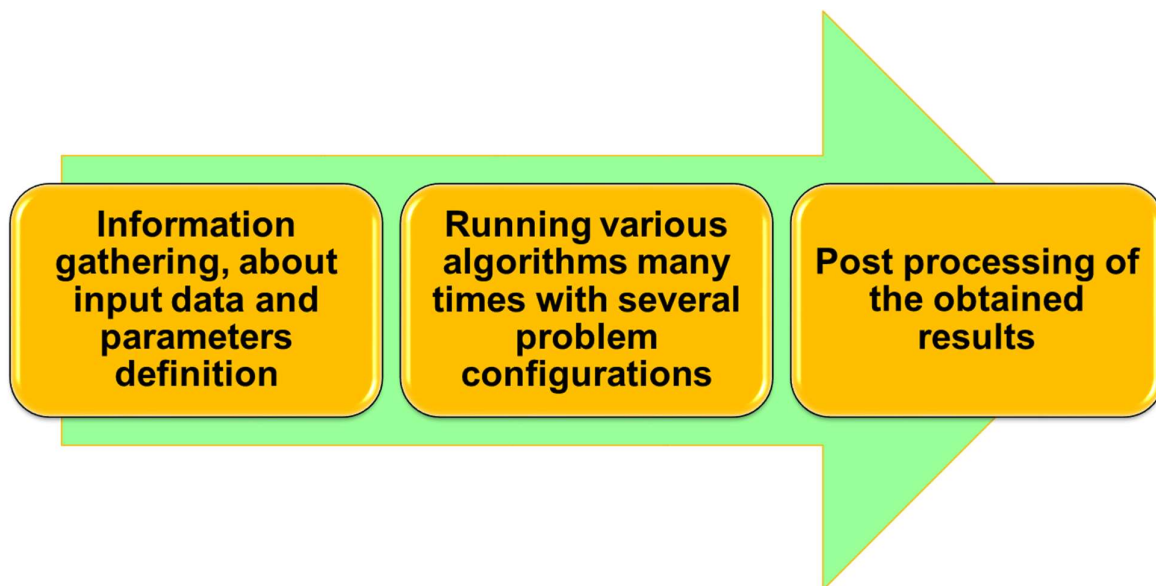 Information
gathering, about
input data and
parameters
definition
Running various
algorithms many
times with several
problem
configurations
Post processing of
the obtained
results